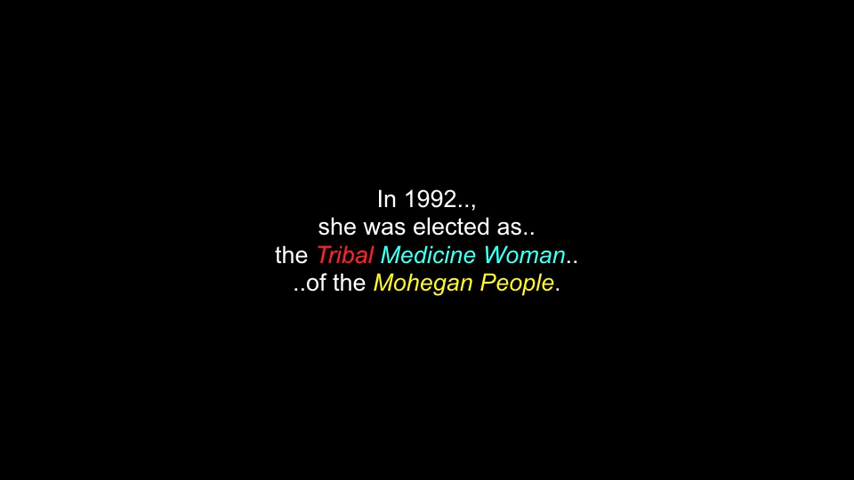 In 1992..,
she was elected as..
the Tribal Medicine Woman..
..of the Mohegan People.